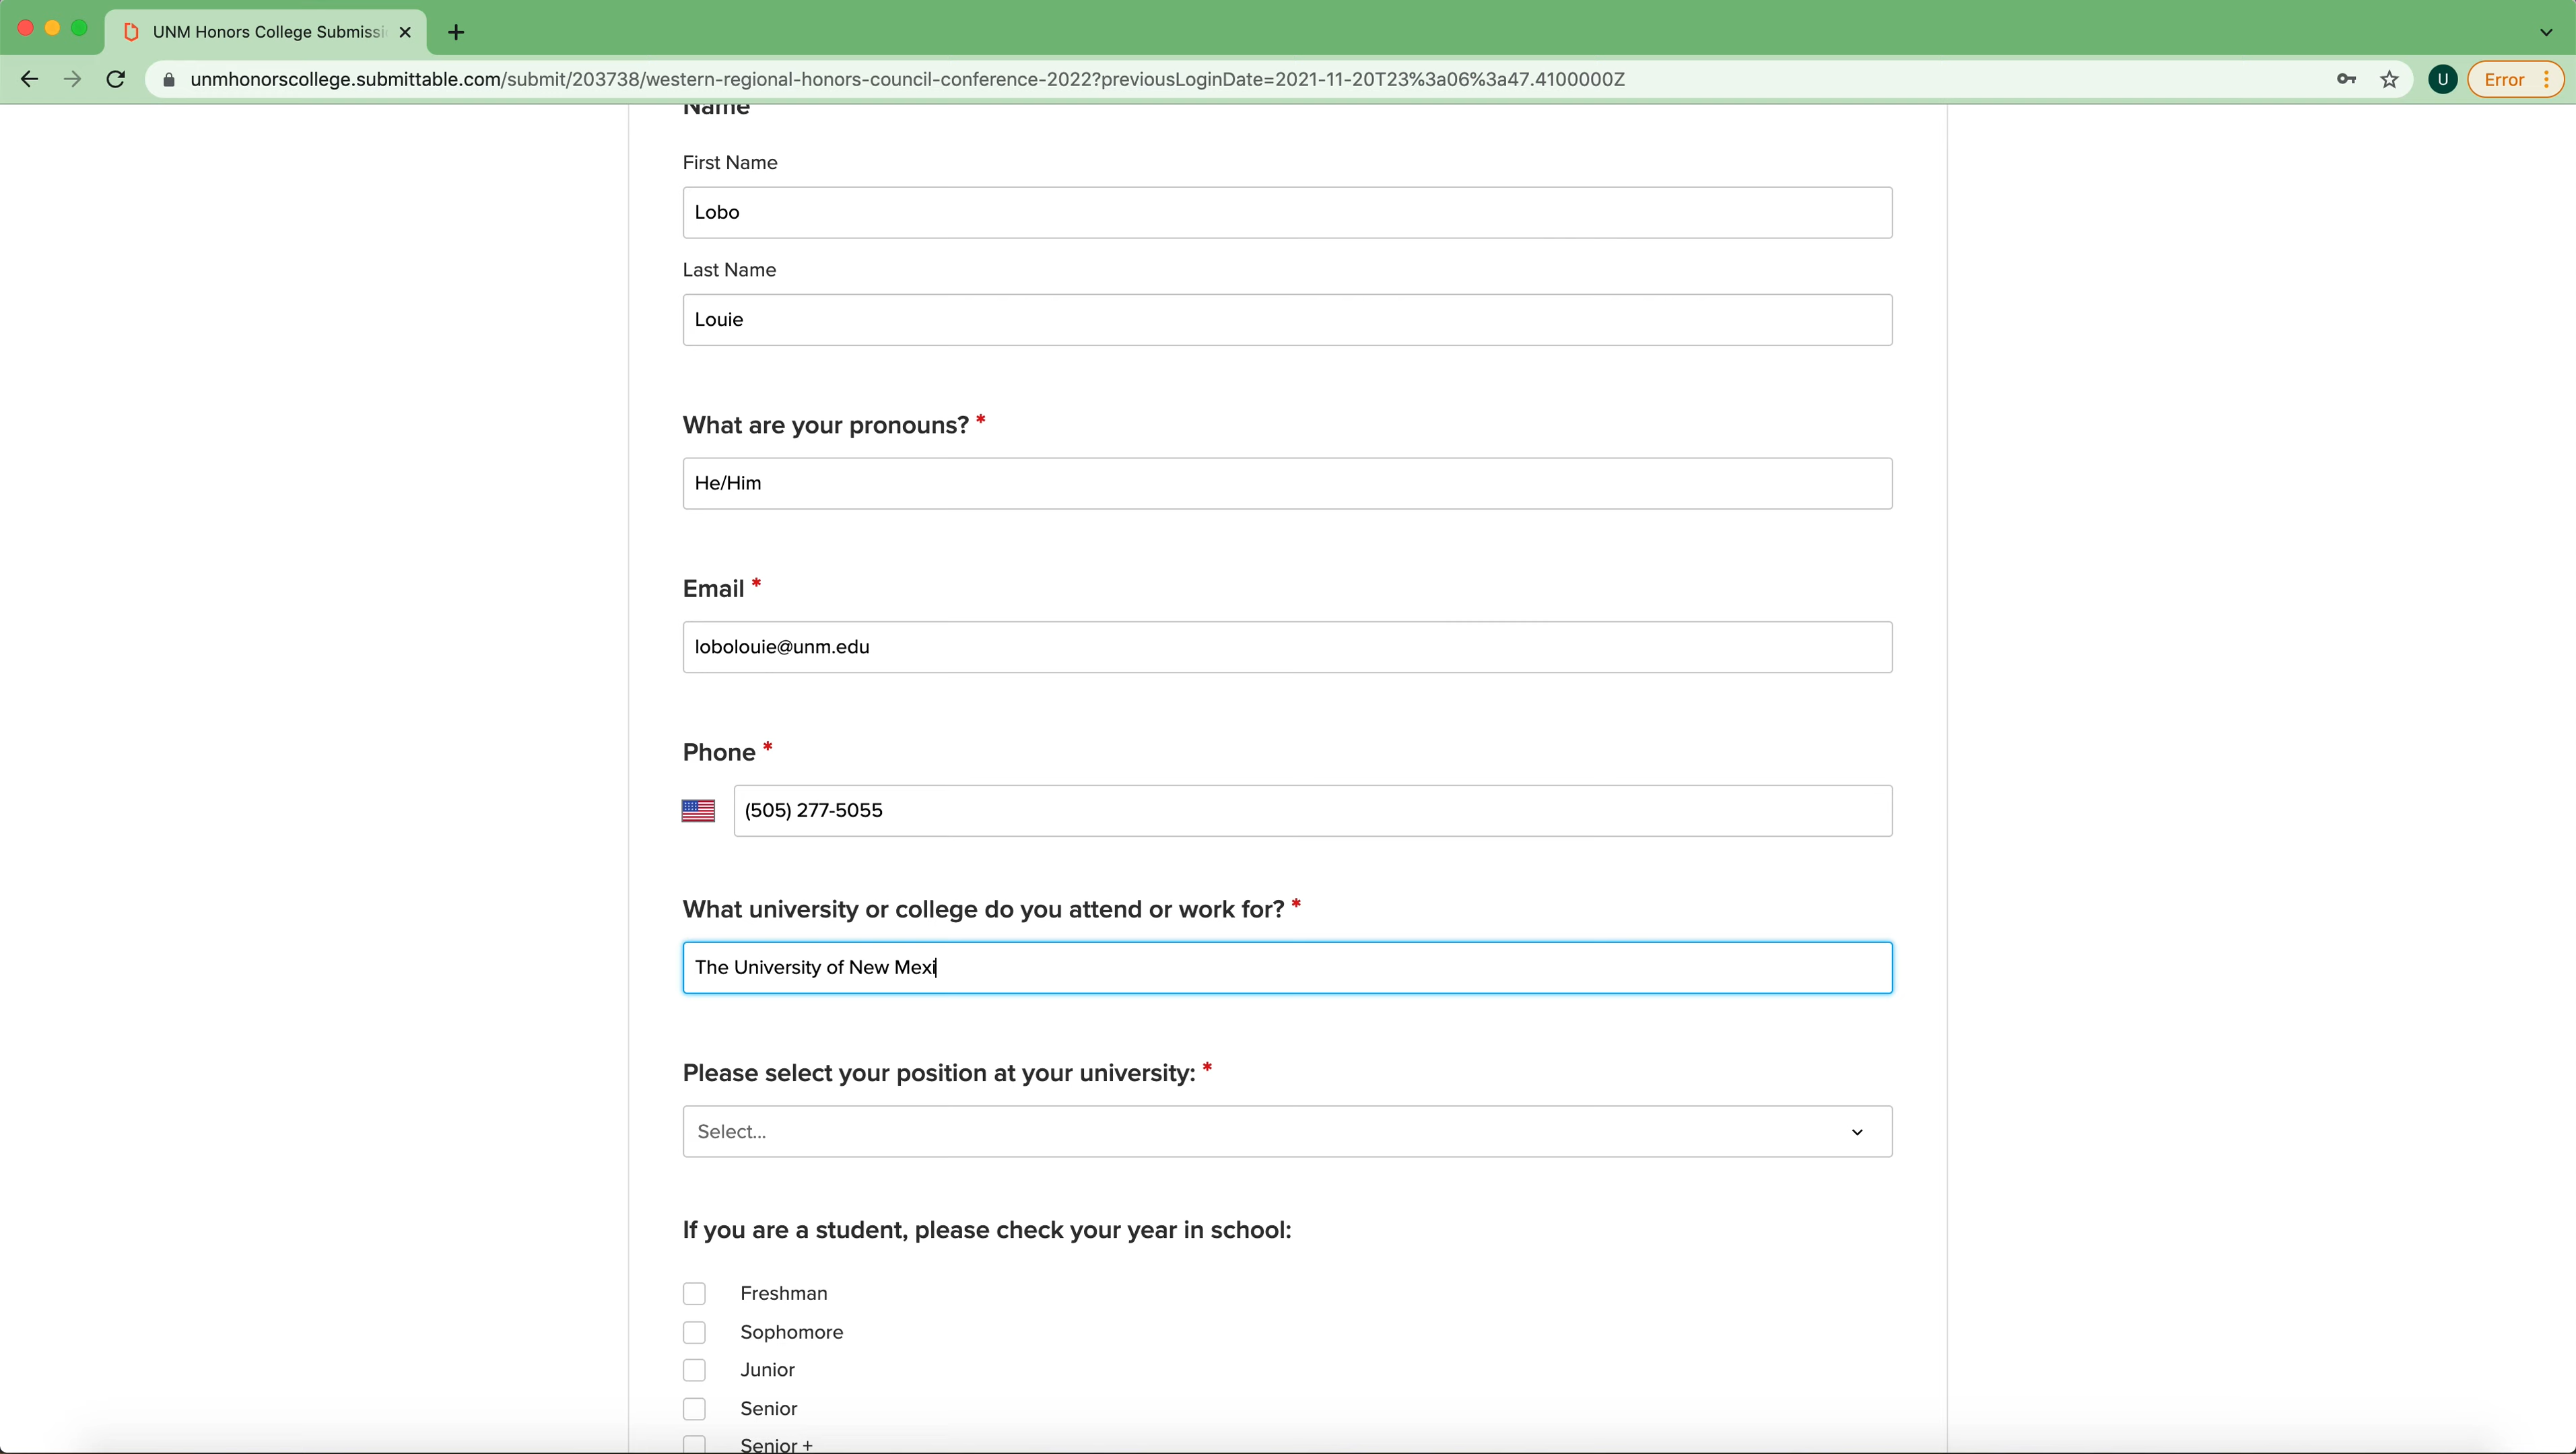 UNM Honors College Submissi
unmhonorscollege.submittable.com/submit/203738/western-regional-honors-council-conference-2022?previousLoginDate=2021-11-20T23%3a06%3a47.4100000Z
U
Error
Name
First Name
Lobo
Last Name
Louie
What are your pronouns? *
He/Him
Email *
lobolouie@unm.edu
Phone *
(505) 277-5055
What university or college do you attend or work for? *
The University of New Mexi
Please select your position at your university: *
Select...
If you are a student, please check your year in school:
Freshman
Sophomore
Junior
Senior
Senior +